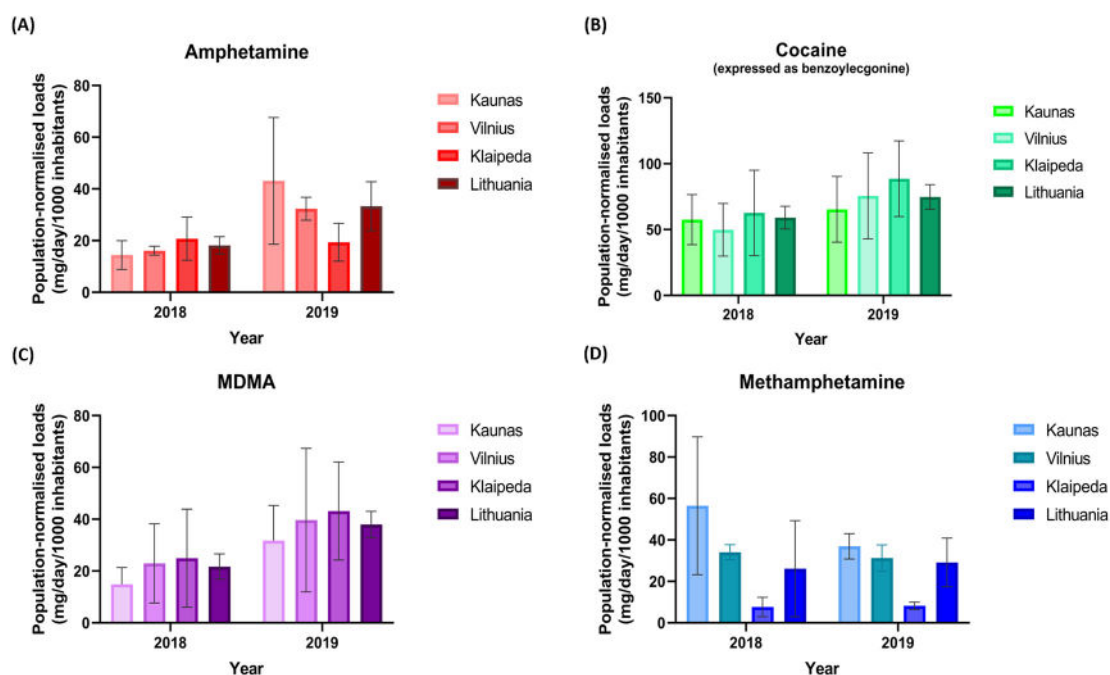 (A)
Amphetamine
Population-normalised loads
(mg/day/1000 inhabitants)
80
60
40
20
0
2018 2019
Year
Kaunas
Vilnius
Klaipeda
Lithuania
(B)
Cocaine
(expressed as benzoylecgonine)
Population-normalised loads
(mg/day/1000 inhabitants)
150
100
50
0
2018 2019
Year
Kaunas
Vilnius
Klaipeda
Lithuania
(C)
MDMA
Population-normalised loads
(mg/day/1000 inhabitants)
80
60
40
20
0
2018 2019
Year
Kaunas
Vilnius
Klaipeda
Lithuania
(D)
Methamphetamine
Population-normalised loads
(mg/day/1000 inhabitants)
100
80
60
40
20
0
2018 2019
Year
Kaunas
Vilnius
Klaipeda
Lithuania